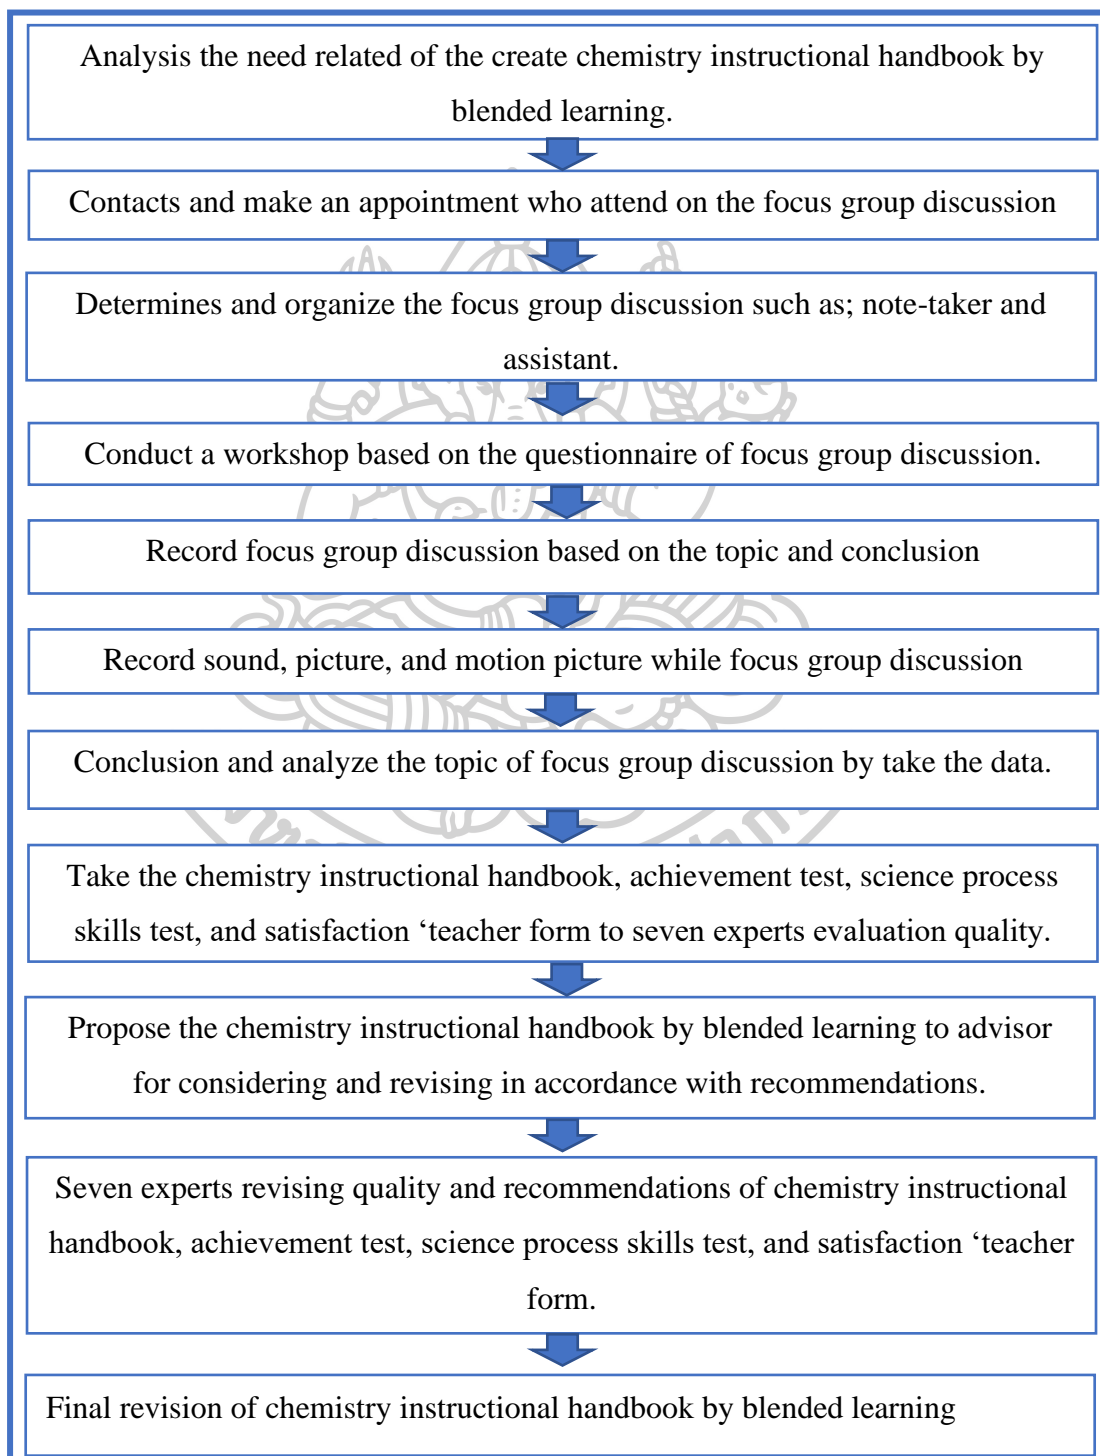 Analysis the need related of the create chemistry instructional handbook by
blended learning.
Contacts and make an appointment who attend on the focus group discussion
Determines and organize the focus group discussion such as; note-taker and
assistant.
Conduct a workshop based on the questionnaire of focus group discussion.
Record focus group discussion based on the topic and conclusion
Record sound, picture, and motion picture while focus group discussion
Conclusion and analyze the topic of focus group discussion by take the data.
Take the chemistry instructional handbook, achievement test, science process
skills test, and satisfaction ‘teacher form to seven experts evaluation quality.
Propose the chemistry instructional handbook by blended learning to advisor
for considering and revising in accordance with recommendations.
Seven experts revising quality and recommendations of chemistry instructional
handbook, achievement test, science process skills test, and satisfaction ‘teacher
form.
Final revision of chemistry instructional handbook by blended learning